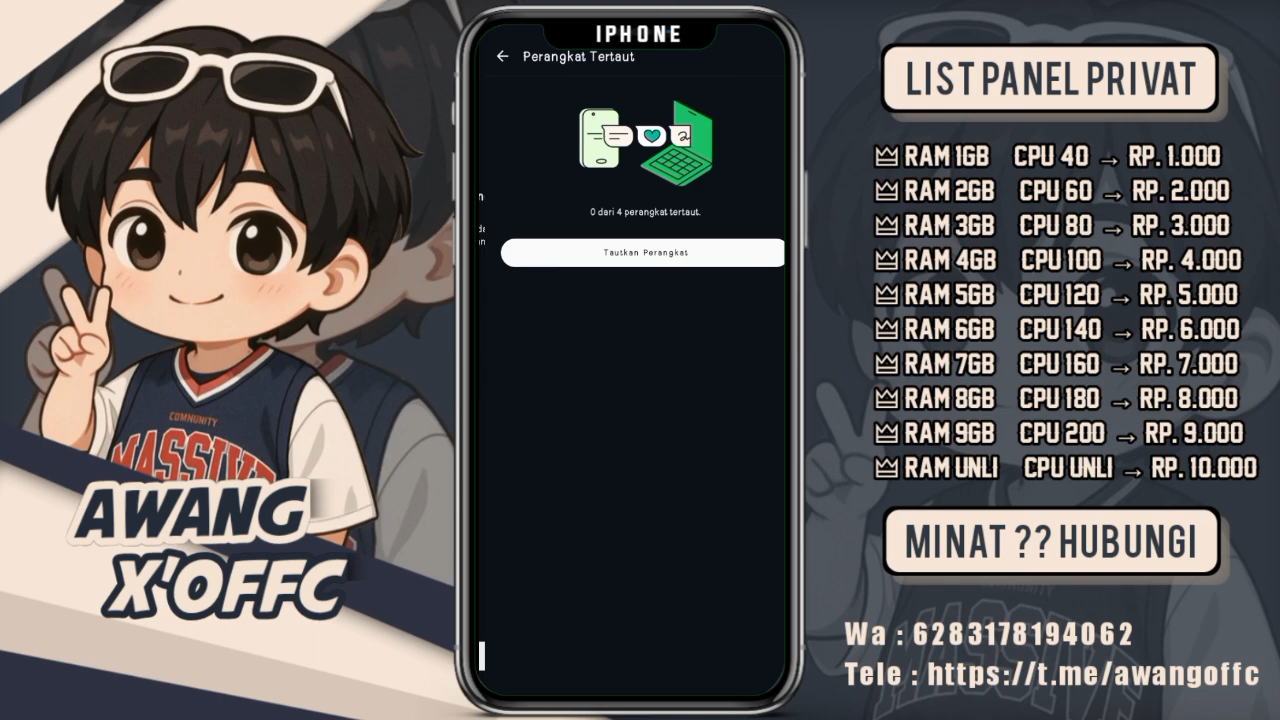 COMNUNITY
MASSIVE
AWANG
X'OFFC
IPHONE
Perangkat Tertaut
0 dari 4 perangkat tertaut.
Tautkan Perangkat
LIST PANEL PRIVAT
RAM 1GB CPU 40 → RP. 1.000
RAM 2GB CPU 60 → RP. 2.000
RAM 3GB CPU 80 → RP. 3.000
RAM 4GB CPU 100 → RP. 4.000
RAM 5GB CPU 120 → RP. 5.000
RAM 6GB CPU 140 → RP. 6.000
RAM 7GB CPU 160 → RP. 7.000
RAM 8GB CPU 180 → RP. 8.000
RAM 9GB CPU 200 → RP. 9.000
RAM UNLI CPU UNLI → RP. 10.000
MINAT ?? HUBUNGI
Wa : 6283178194062
Tele : https://t.me/awangoffc